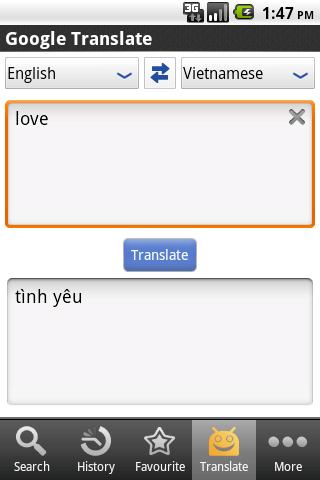 3G 1:47 PM
Google Translate
English Vietnamese
love
Translate
tình yêu
Search History Favourite Translate More